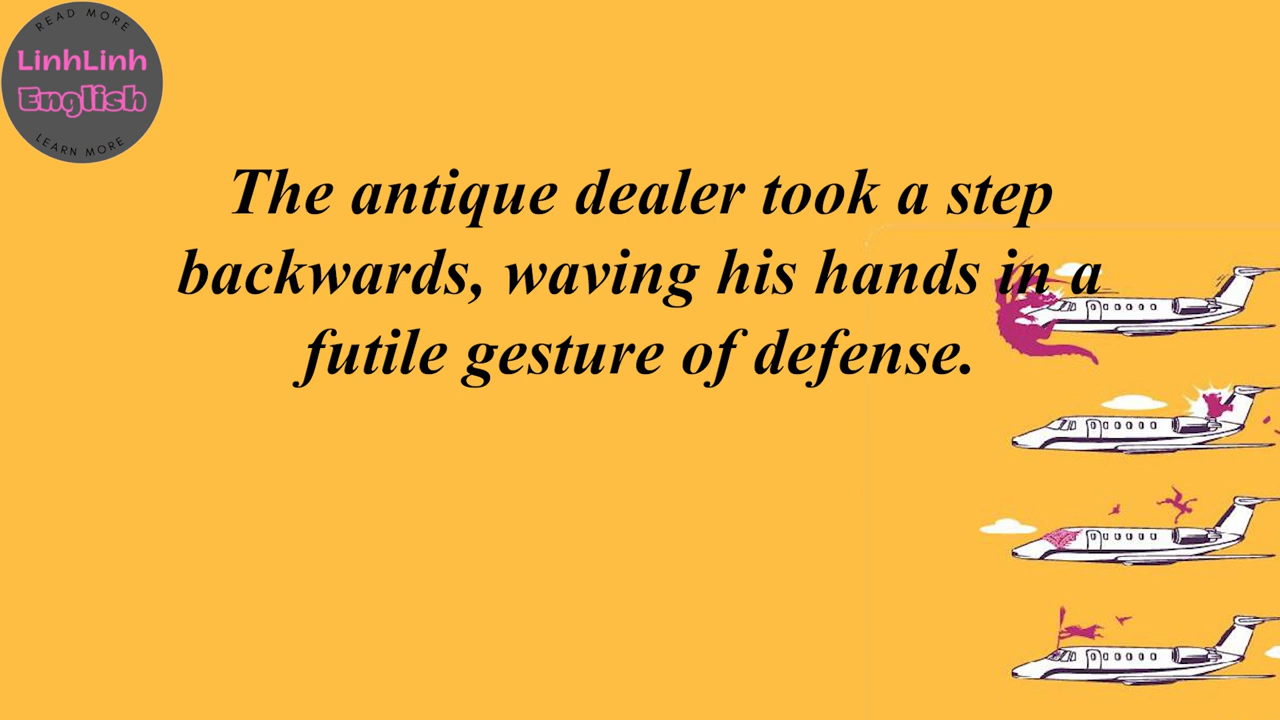 READ MORE
LinhLinh
English
LEARN MORE
The antique dealer took a step
backwards, waving his hands in a
futile gesture of defense.